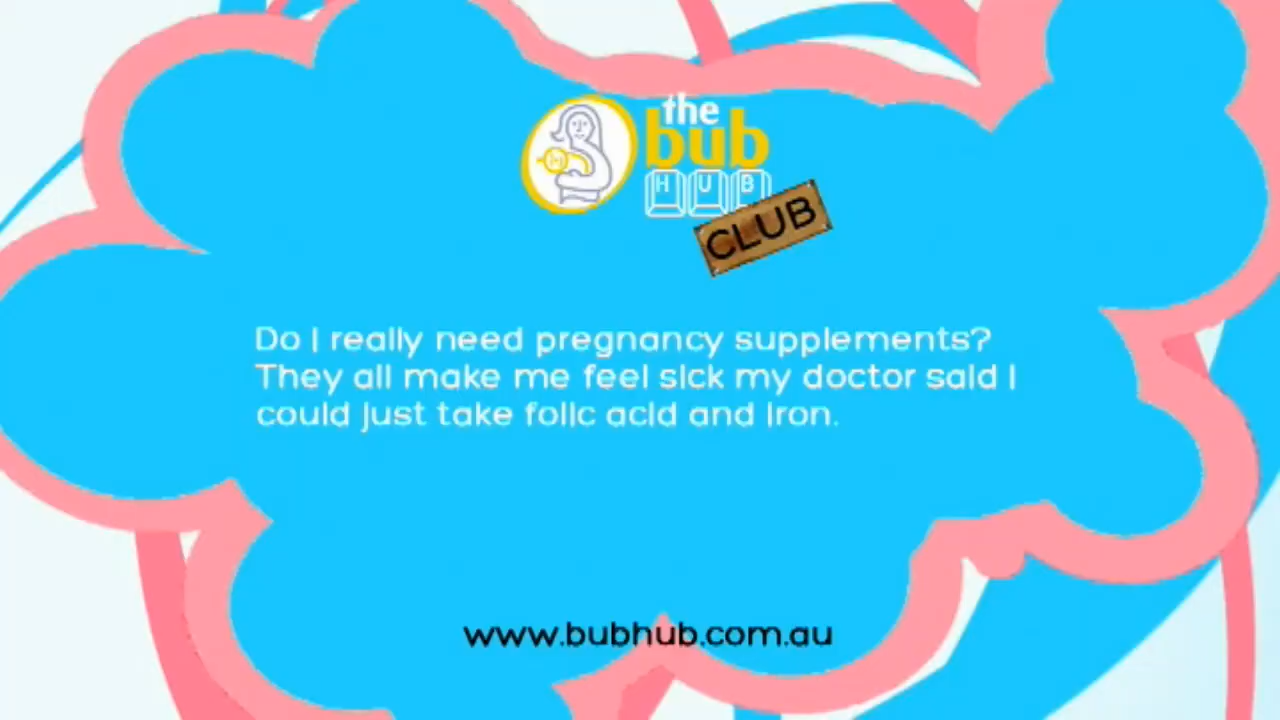 the
bub
HUB
CLUB
Do I really need pregnancy supplements?
They all make me feel sick my doctor said I
could just take folic acid and iron.
www.bubhub.com.au